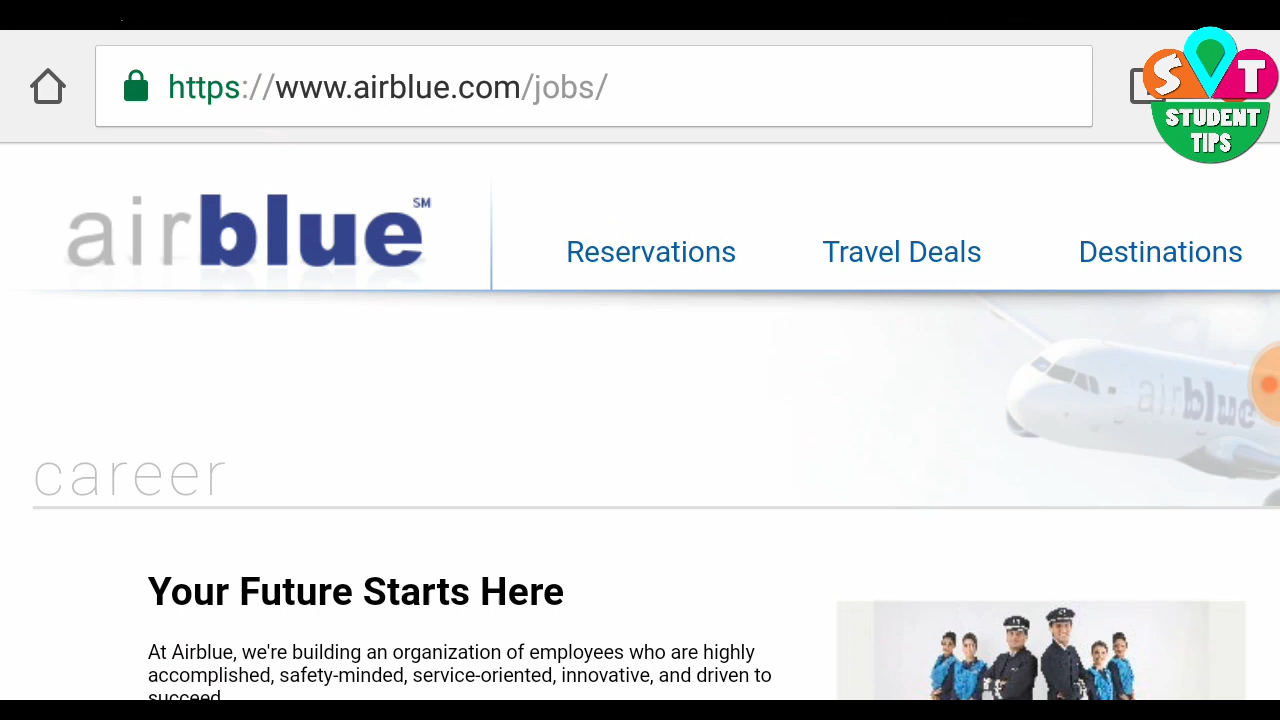 https://www.airblue.com/jobs/
SVT
STUDENT
TIPS
airblue SM
Reservations
Travel Deals
Destinations
airblue
career
Your Future Starts Here
At Airblue, we're building an organization of employees who are highly
accomplished, safety-minded, service-oriented, innovative, and driven to
succeed